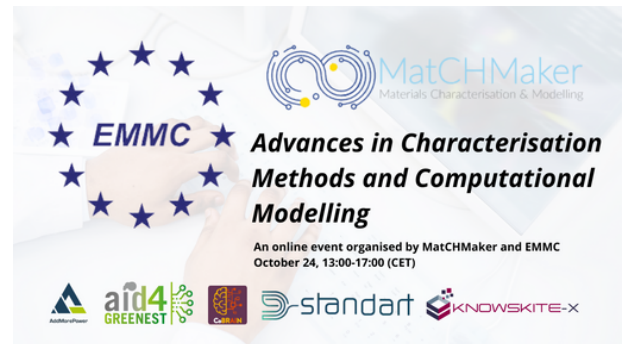 EMMC
MatCHMaker
Materials Characterisation & Modelling
Advances in Characterisation
Methods and Computational
Modelling
An online event organised by MatCHMaker and EMMC
October 24, 13:00-17:00 (CET)
AddMorePower
aid4
GREENEST
CoBRAIN
D-standart
KNOWSKITE-X